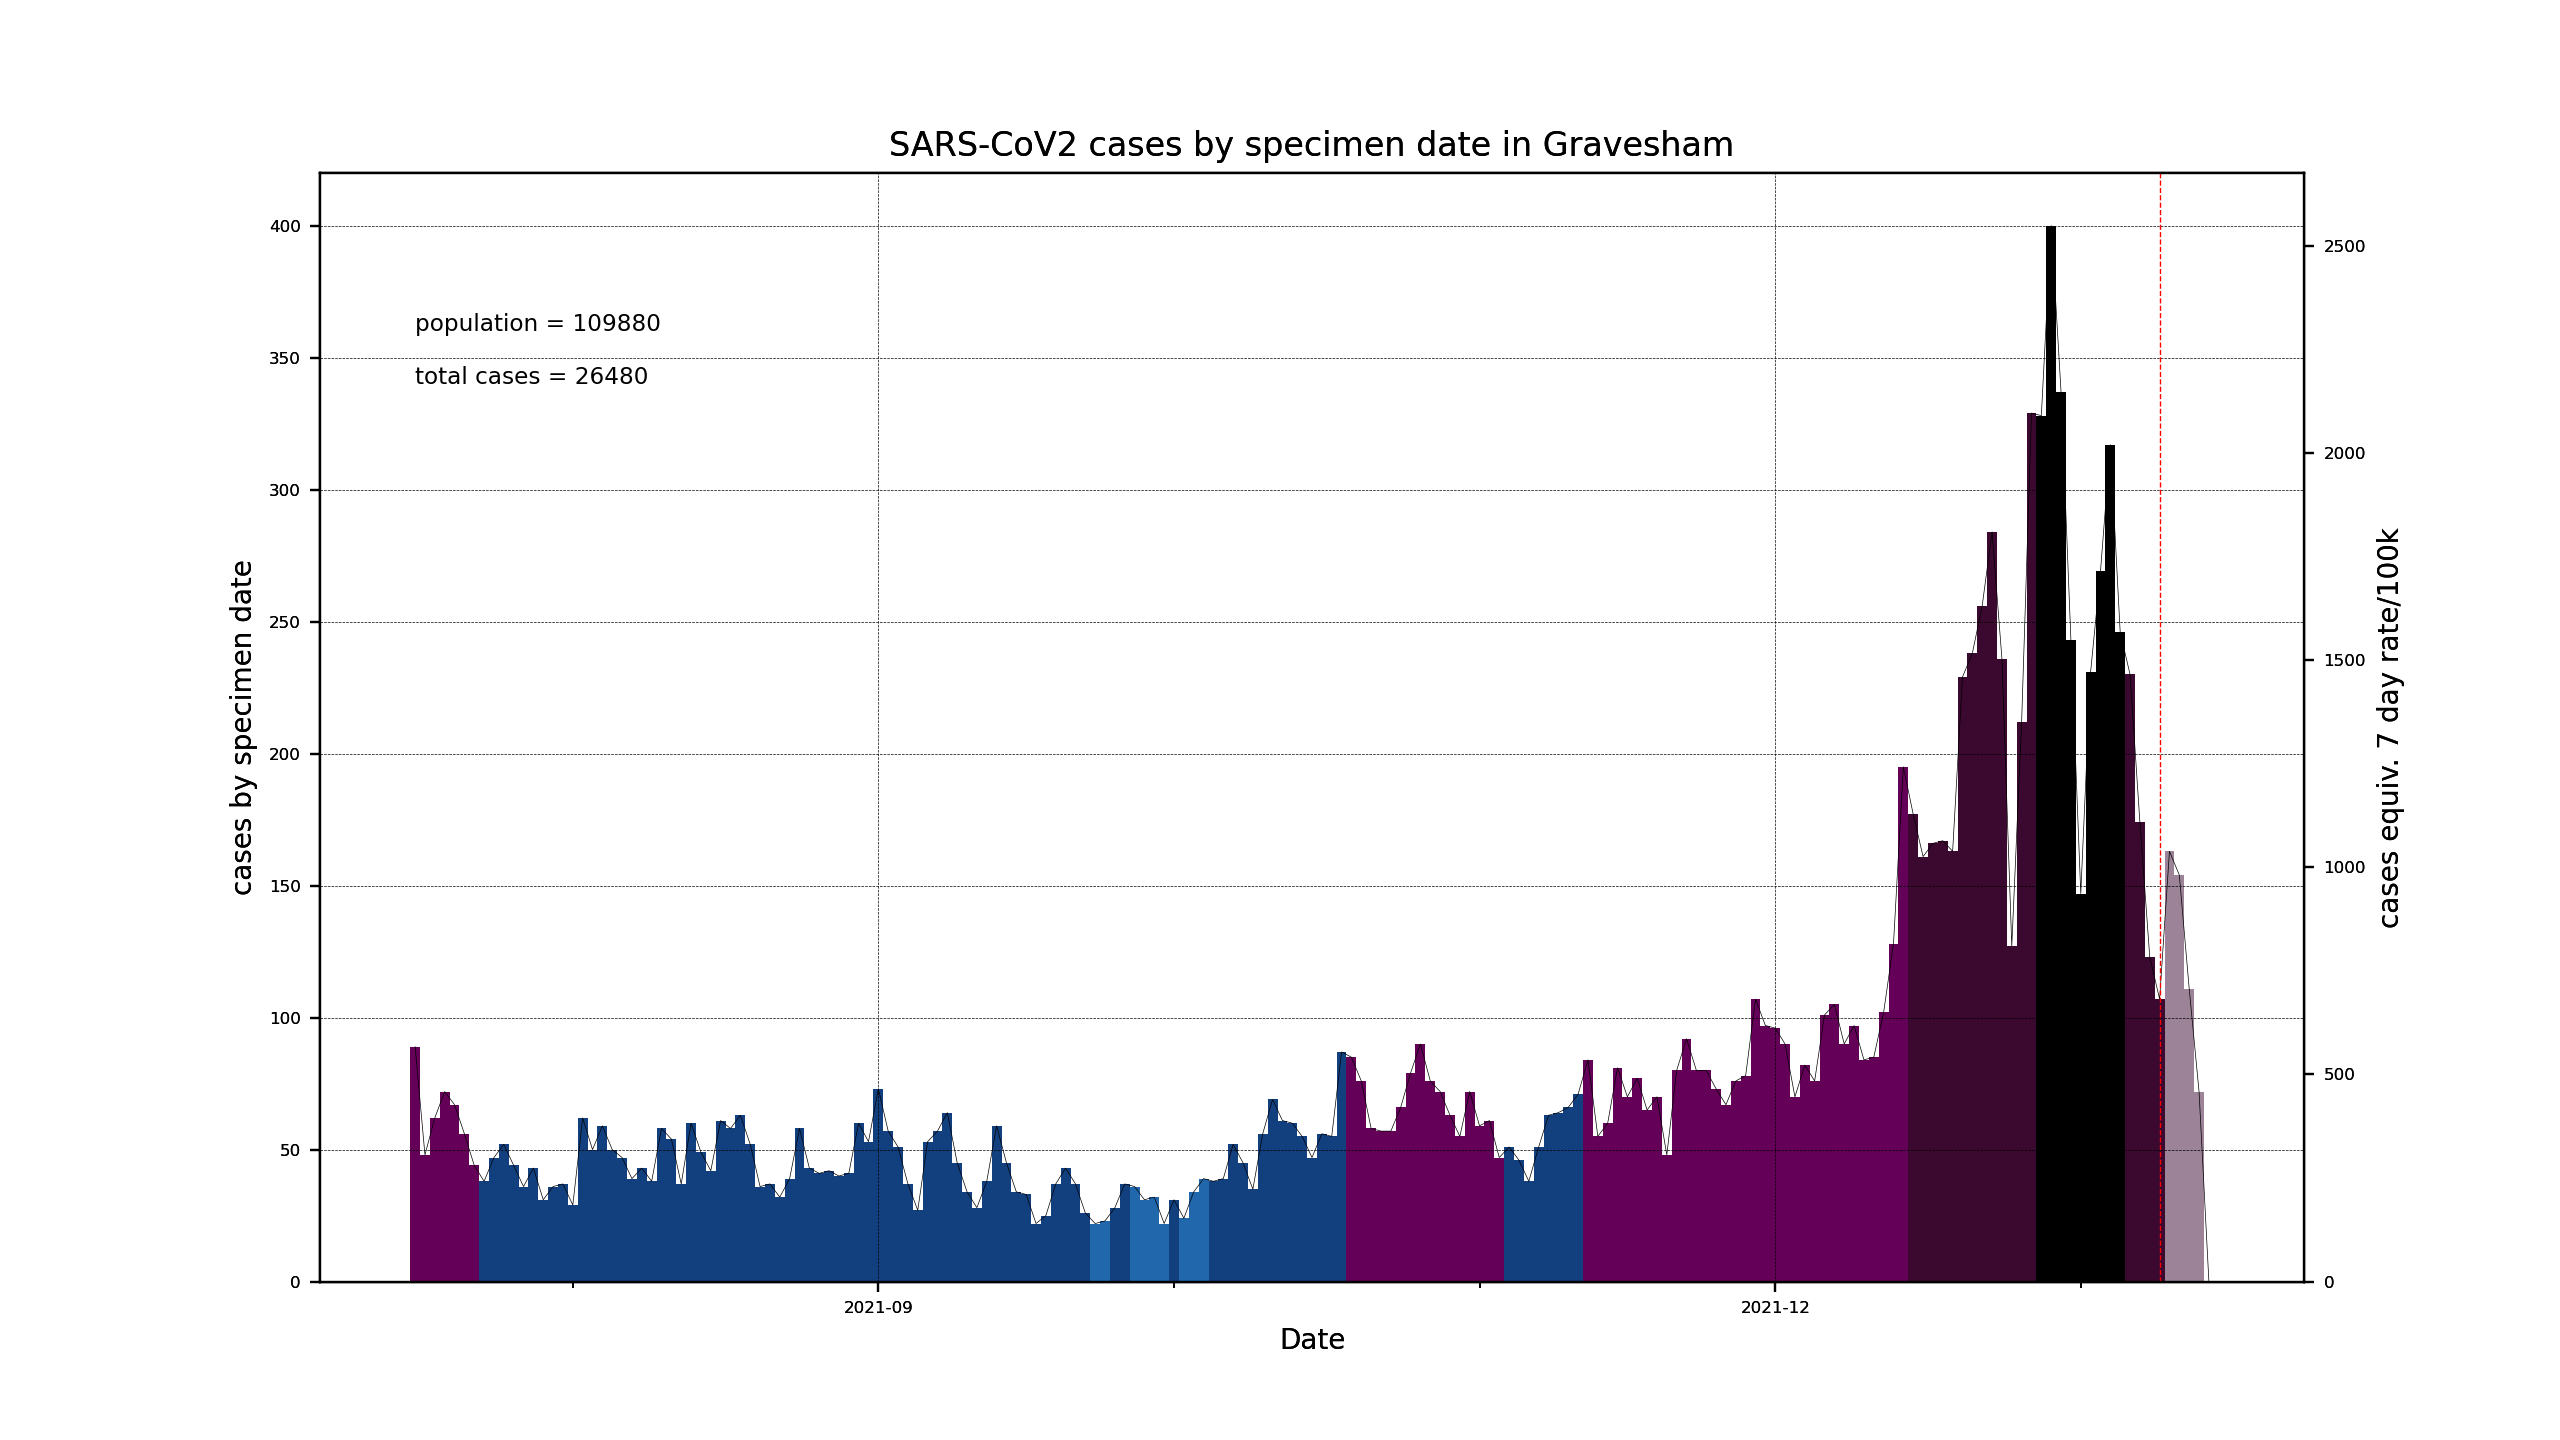 SARS-CoV2 cases by specimen date in Gravesham
population = 109880
total cases = 26480
cases by specimen date
400
350
300
250
200
150
100
50
0
2500
2000
1500
1000
500
0
cases equiv. 7 day rate/100k
2021-09
2021-12
Date